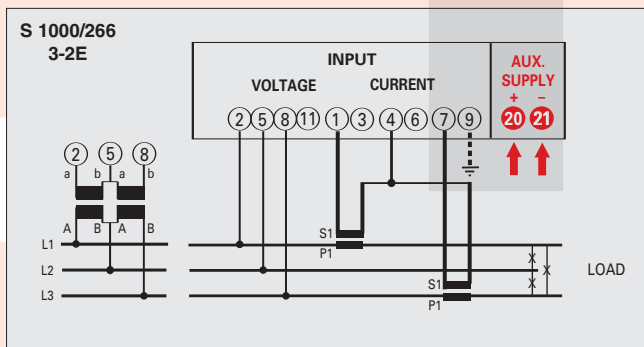 S 1000/266
3-2E
INPUT
VOLTAGE CURRENT
AUX.
SUPPLY
+ –
2 5 8 11 1 3 4 6 7 9 20 21
2 5 8
a b a b
A B A B
S1
P1
S1
P1
L1
L2
L3
X
X X
LOAD